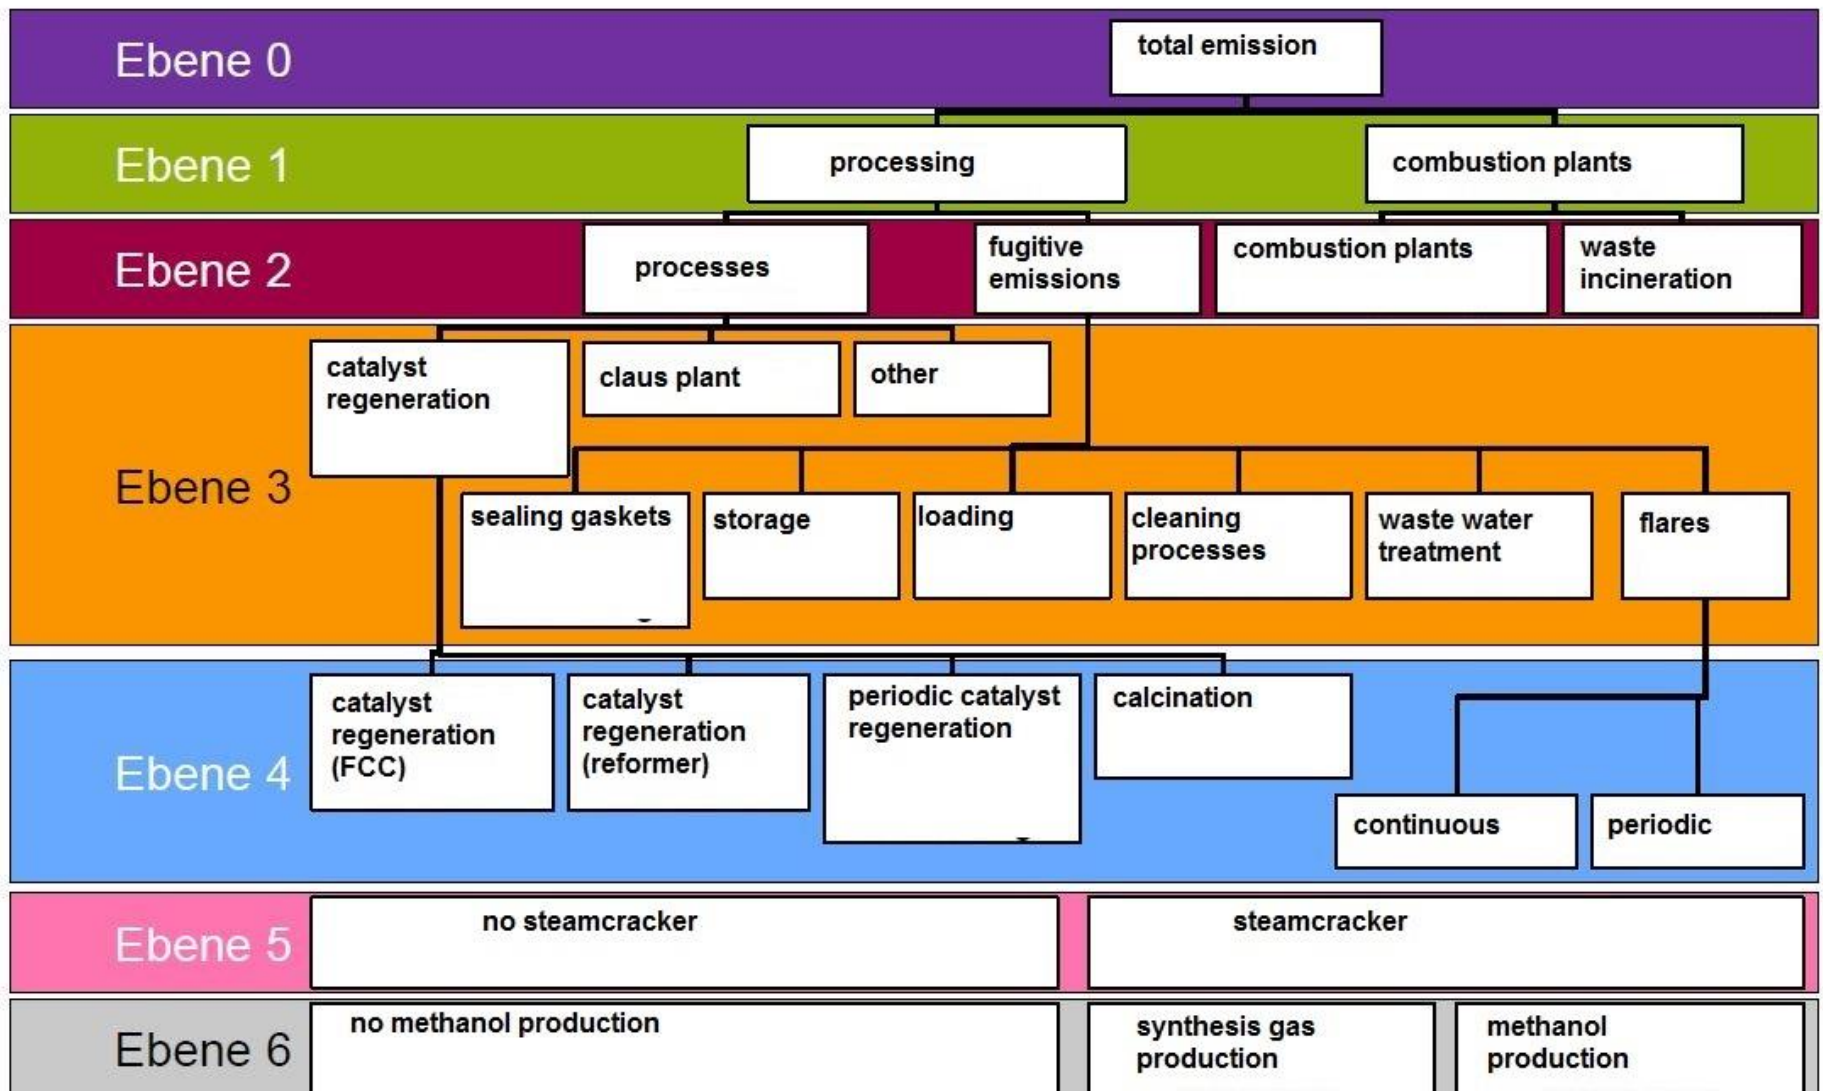 Ebene 0
total emission
Ebene 1
processing
combustion plants
Ebene 2
processes
fugitive
emissions
combustion plants
waste
incineration
Ebene 3
catalyst
regeneration
claus plant
other
sealing gaskets
storage
loading
cleaning
processes
waste water
treatment
flares
Ebene 4
catalyst
regeneration
(FCC)
catalyst
regeneration
(reformer)
periodic catalyst
regeneration
calcination
continuous
periodic
Ebene 5
no steamcracker
steamcracker
Ebene 6
no methanol production
synthesis gas
production
methanol
production